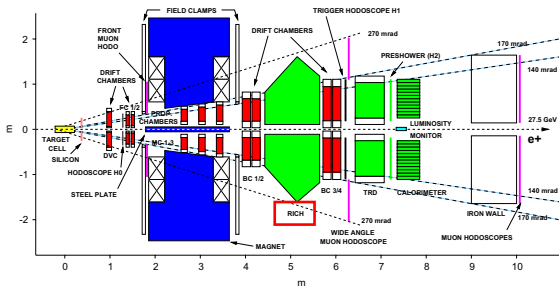 FIELD CLAMPS
TRIGGER HODOSCOPE H1
FRONT
MUON
HODO
DRIFT CHAMBERS
270 mrad
PRESHOWER (H2)
170 mrad
140 mrad
DRIFT
CHAMBERS
FC 1/2
PROP.
CHAMBERS
MC 1-3
27.5 GeV
e+
LUMINOSITY
MONITOR
TARGET
CELL
SILICON
DVC
HODOSCOPE H0
STEEL PLATE
BC 1/2
BC 3/4
TRD
CALORIMETER
RICH
270 mrad
140 mrad
170 mrad
IRON WALL
WIDE ANGLE
MUON HODOSCOPE
MUON HODOSCOPES
MAGNET
m
2
1
0
-1
-2
0 1 2 3 4 5 6 7 8 9 10
m